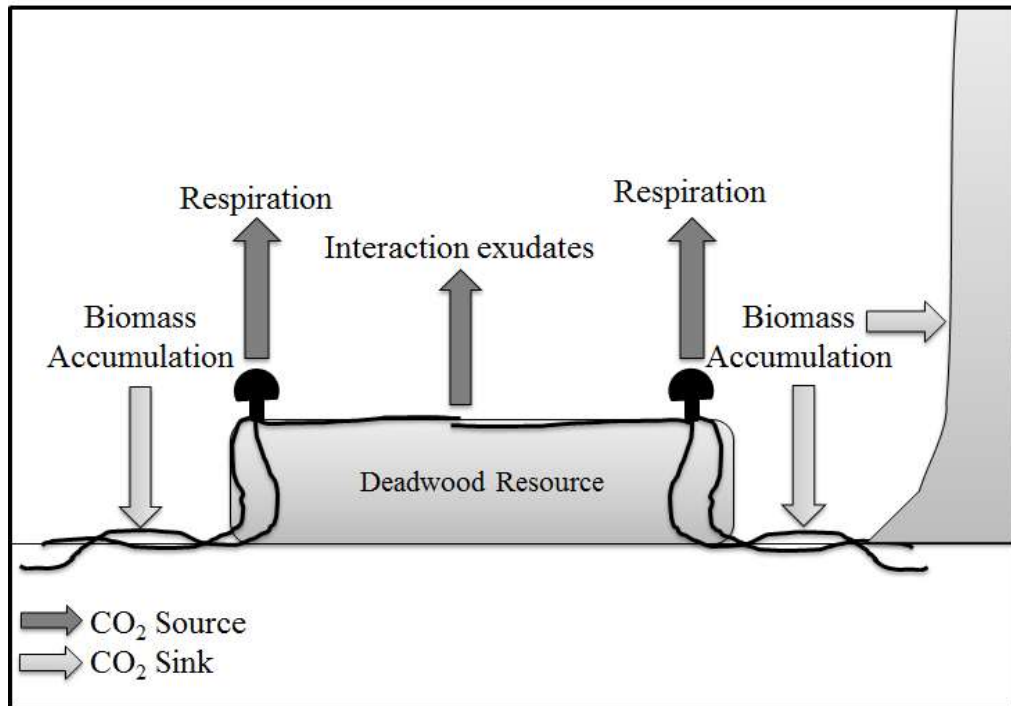 Respiration
Respiration
Interaction exudates
Biomass
Accumulation
Biomass
Accumulation
Deadwood Resource
CO₂ Source
CO₂ Sink